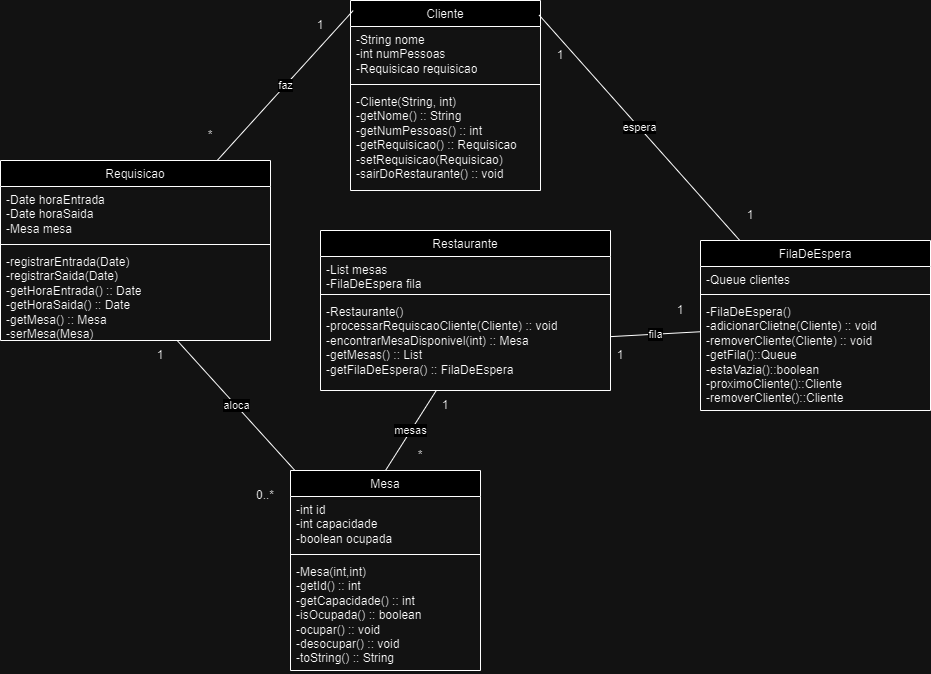 Cliente
-String nome
-int numPessoas
-Requisicao requisicao
-Cliente(String, int)
-getNome() :: String
-getNumPessoas() :: int
-getRequisicao() :: Requisicao
-setRequisicao(Requisicao)
-sairDoRestaurante() :: void
1
faz
*
1
espera
1
Requisicao
-Date horaEntrada
-Date horaSaida
-Mesa mesa
-registrarEntrada(Date)
-registrarSaida(Date)
-getHoraEntrada() :: Date
-getHoraSaida() :: Date
-getMesa() :: Mesa
-serMesa(Mesa)
Restaurante
-List mesas
-FilaDeEspera fila
-Restaurante()
-processarRequiscaoCliente(Cliente) :: void
-encontrarMesaDisponivel(int) :: Mesa
-getMesas() :: List
-getFilaDeEspera() :: FilaDeEspera
1
fila
1
FilaDeEspera
-Queue clientes
-FilaDeEspera()
-adicionarClietne(Cliente) :: void
-removerCliente(Cliente) :: void
-getFila()::Queue
-estaVazia()::boolean
-proximoCliente()::Cliente
-removerCliente()::Cliente
1
aloca
0..*
1
mesas
*
Mesa
-int id
-int capacidade
-boolean ocupada
-Mesa(int,int)
-getId() :: int
-getCapacidade() :: int
-isOcupada() :: boolean
-ocupar() :: void
-desocupar() :: void
-toString() :: String